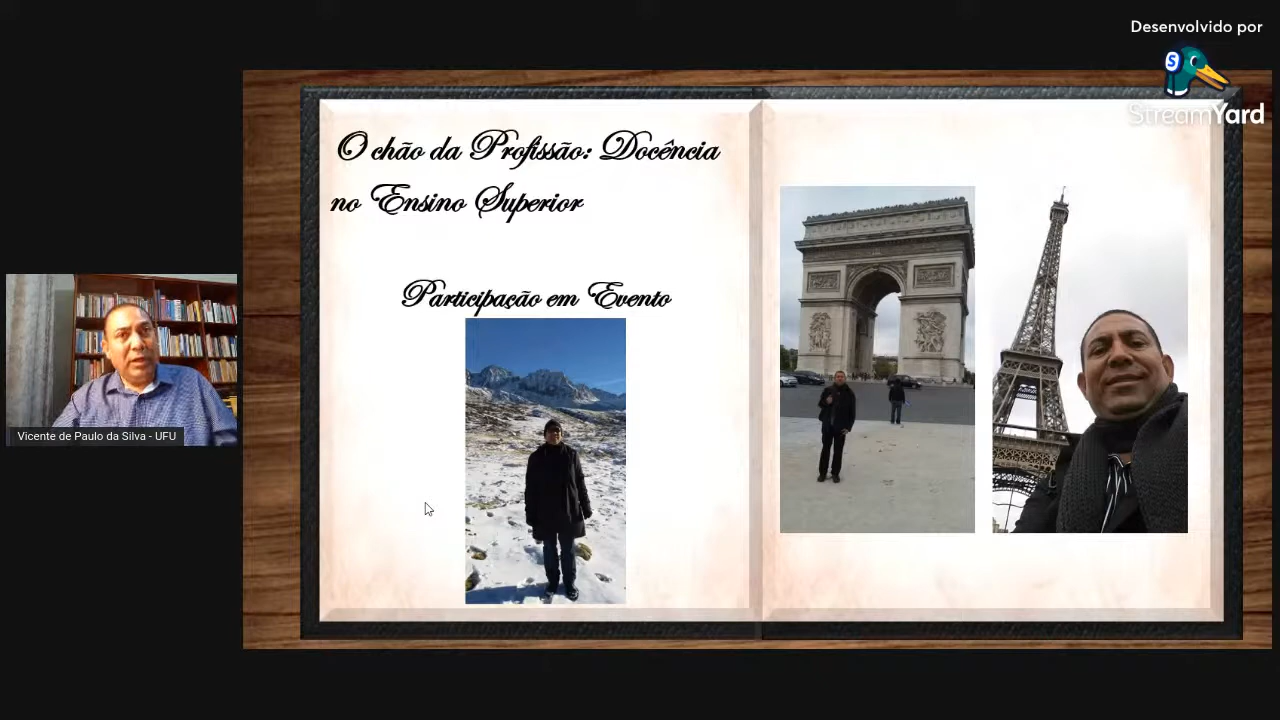 Desenvolvido por
StreamYard
O chão da Profissão: Docência
no Ensino Superior
Participação em Evento
Vicente de Paulo da Silva - UFU